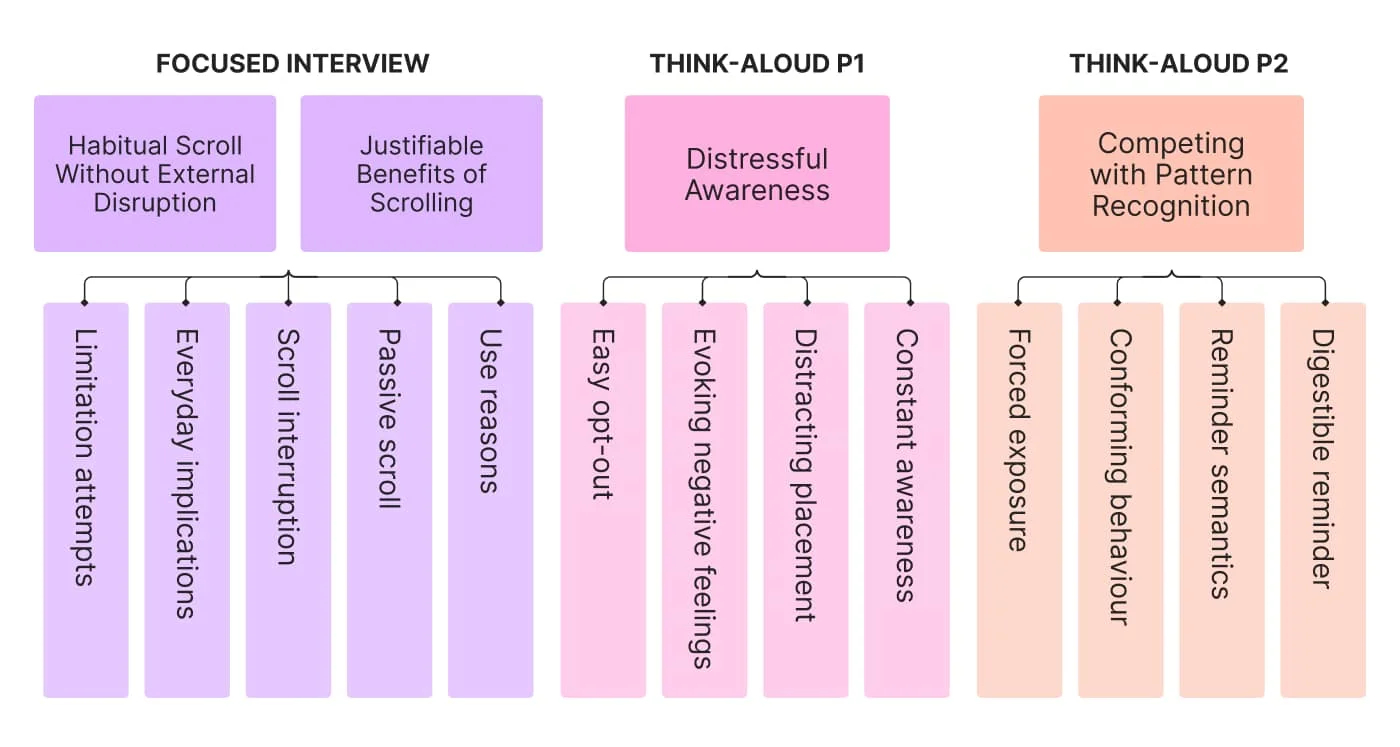 FOCUSED INTERVIEW
Habitual Scroll
Without External
Disruption
Justifiable
Benefits of
Scrolling
Limitation attempts
Everyday implications
Scroll interruption
Passive scroll
Use reasons
THINK-ALOUD P1
Distressful
Awareness
Easy opt-out
Evoking negative feelings
Distracting placement
Constant awareness
THINK-ALOUD P2
Competing
with Pattern
Recognition
Forced exposure
Conforming behaviour
Reminder semantics
Digestible reminder